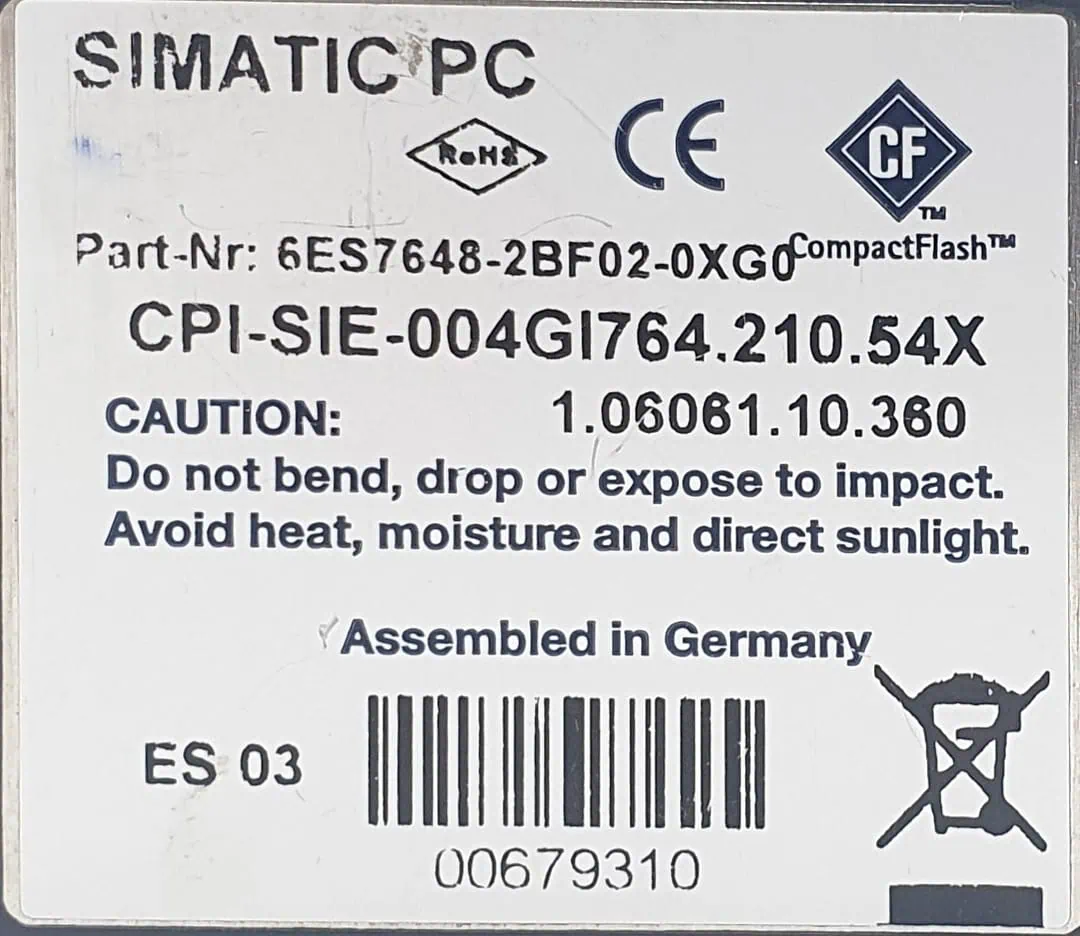 SIMATIC PC
RoHS
CE
CF
TM
Part-Nr: 6ES7648-2BF02-0XG0
CompactFlash™
CPI-SIE-004GI764.210.54X
CAUTION:
1.06061.10.360
Do not bend, drop or expose to impact.
Avoid heat, moisture and direct sunlight.
Assembled in Germany
ES 03
00679310